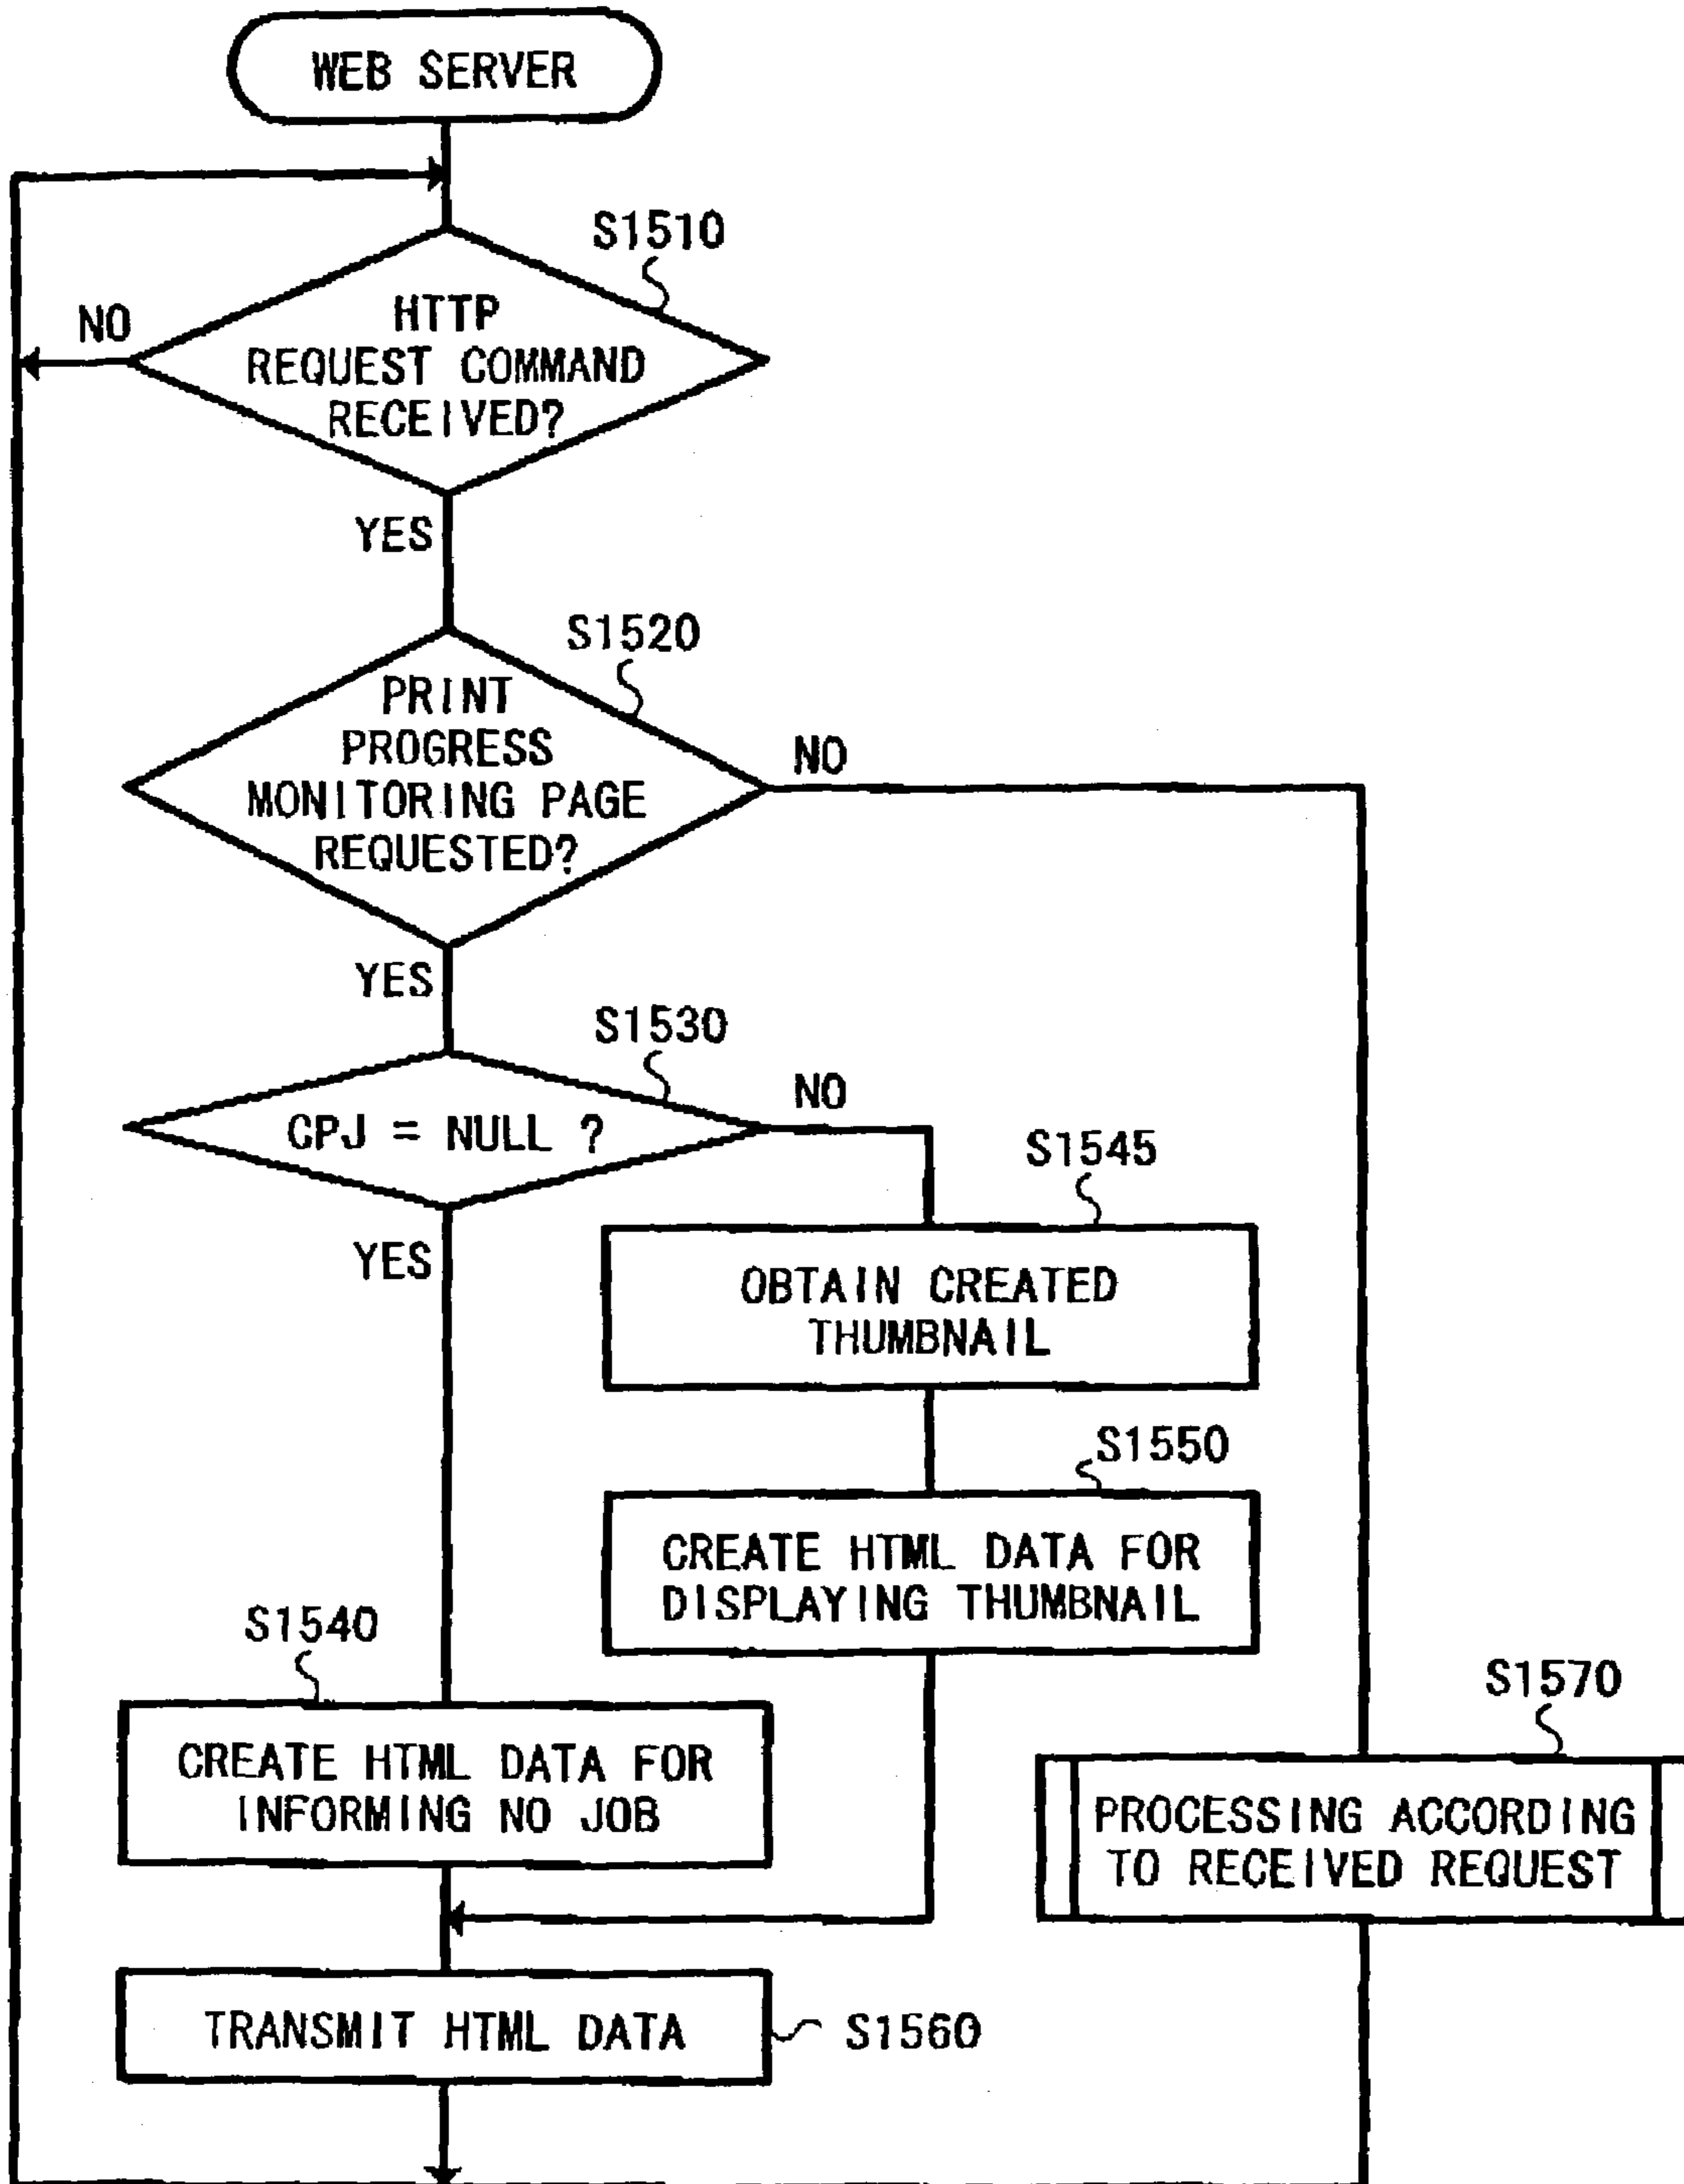 WEB SERVER
S1510
NO
HTTP
REQUEST COMMAND
RECEIVED?
YES
S1520
PRINT
PROGRESS
MONITORING PAGE
REQUESTED?
NO
YES
S1530
CPJ = NULL ?
NO
S1545
YES
OBTAIN CREATED
THUMBNAIL
S1550
CREATE HTML DATA FOR
DISPLAYING THUMBNAIL
S1540
CREATE HTML DATA FOR
INFORMING NO JOB
S1570
PROCESSING ACCORDING
TO RECEIVED REQUEST
TRANSMIT HTML DATA
S1560